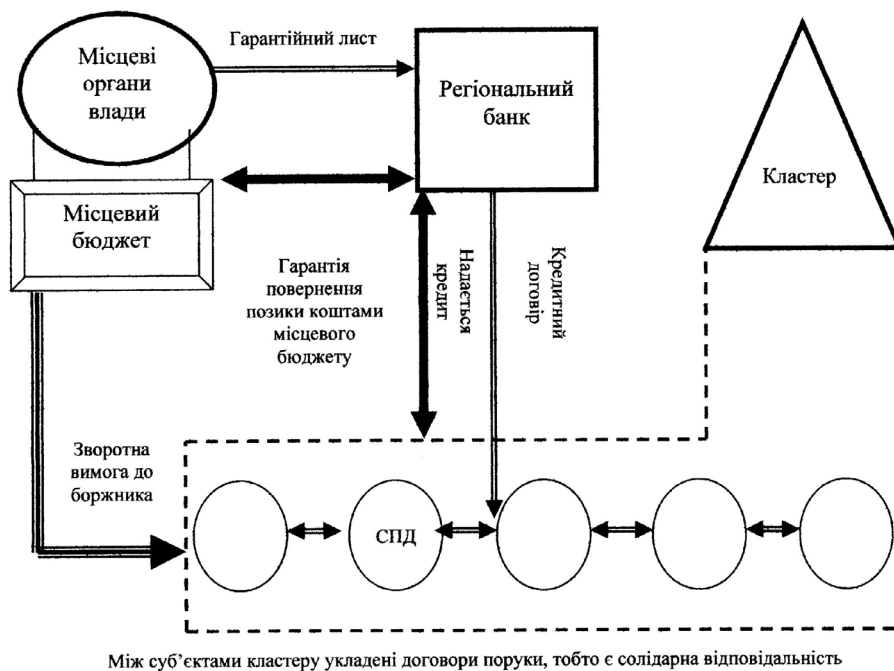 Місцеві
органи
влади
Гарантійний лист
Регіональний
банк
Кластер
Місцевий
бюджет
Гарантія
повернення
позики коштами
місцевого
бюджету
Надається
кредит
Кредитний
договір
Зворотна
вимога до
боржника
СПД
Між суб’єктами кластеру укладені договори поруки, тобто є солідарна відповідальність